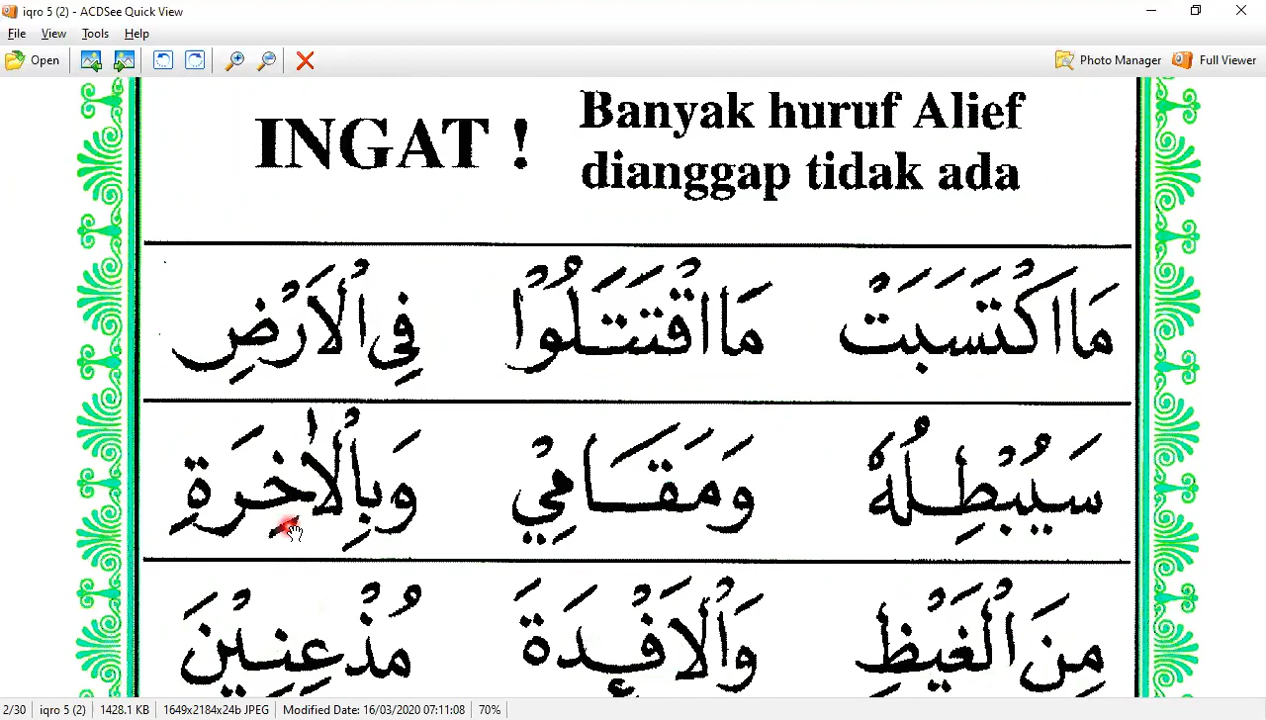 iqro 5 (2) - ACDSee Quick View
File View Tools Help
Open Photo Manager Full Viewer
INGAT !
Banyak huruf Alief
dianggap tidak ada
مَا اكْتَسَبَتْ مَا اقْتَتَلُوْا فِى الْاَرْضِ
سَيُبْطِلُهٗ وَمَقَامِيْ وَبِالْاٰخِرَةِ
مِنَ الْغَيْظِ وَالْاَفْـِٕدَةَ مُذْعِنِيْنَ
2/30 iqro 5 (2) 1428.1 KB 1649x2184x24b JPEG Modified Date: 16/03/2020 07:11:08 70%